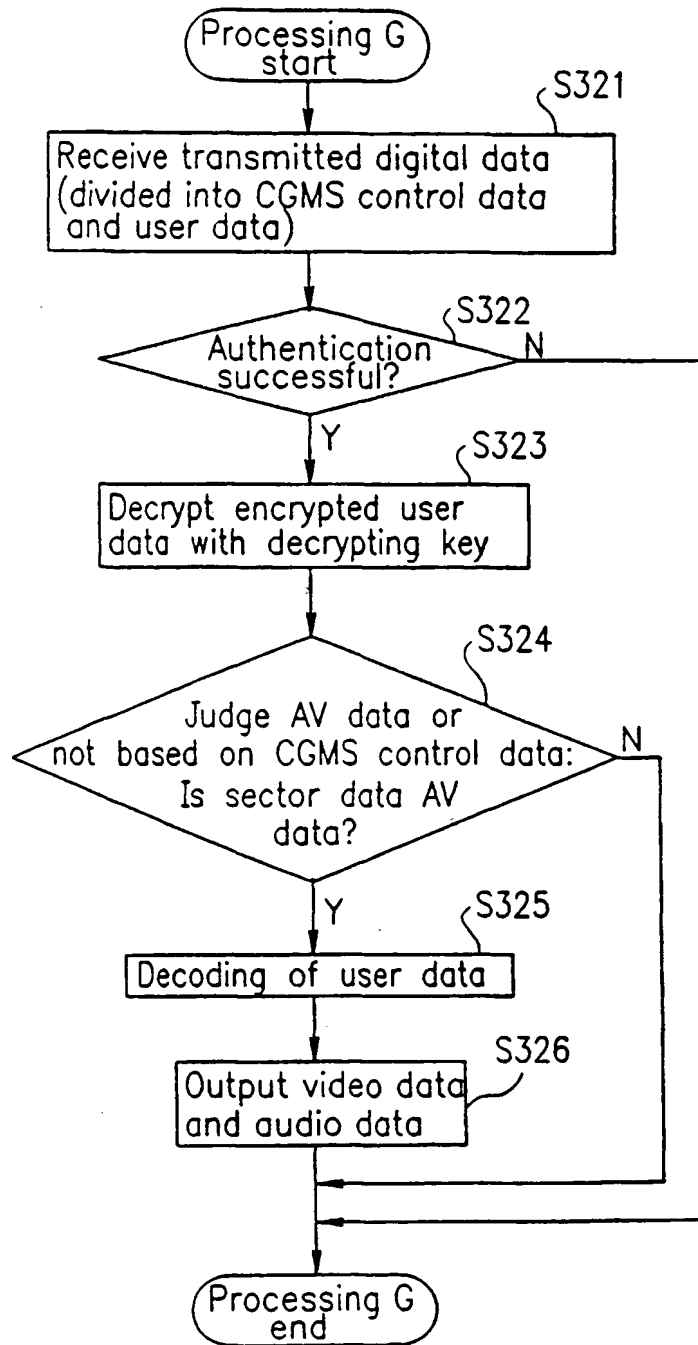 Processing G
start
S321
Receive transmitted digital data
(divided into CGMS control data
and user data)
S322
Authentication
successful?
N
Y
S323
Decrypt encrypted user
data with decrypting key
S324
Judge AV data or
not based on CGMS control data:
Is sector data AV
data?
N
Y
S325
Decoding of user data
S326
Output video data
and audio data
Processing G
end